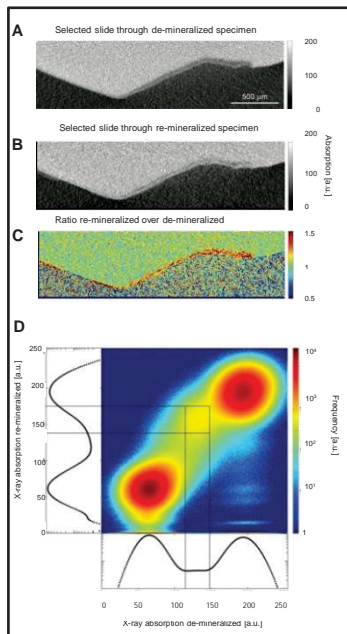 A
Selected slide through de-mineralized specimen
200
100
0
500 µm
B
Selected slide through re-mineralized specimen
200
100
0
Absorption [a.u.]
C
Ratio re-mineralized over de-mineralized
1.5
1
0.5
D
X-ray absorption re-mineralized [a.u.]
250
200
150
100
50
0
10⁴
10³
10²
10¹
1
Frequency [a.u.]
0 50 100 150 200 250
X-ray absorption de-mineralized [a.u.]